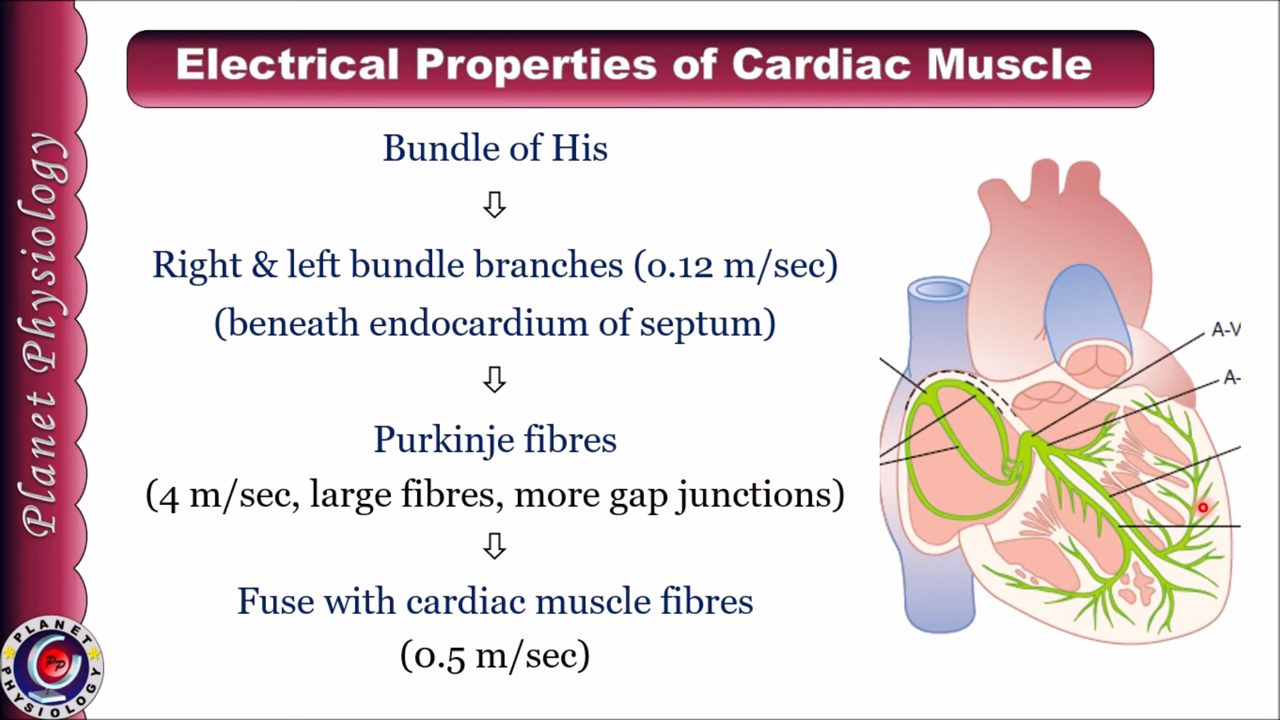 Electrical Properties of Cardiac Muscle
Planet Physiology
Bundle of His
Right & left bundle branches (0.12 m/sec)
(beneath endocardium of septum)
Purkinje fibres
(4 m/sec, large fibres, more gap junctions)
Fuse with cardiac muscle fibres
(0.5 m/sec)
A-V
A-
PLANET
PP
PHYSIOLOGY